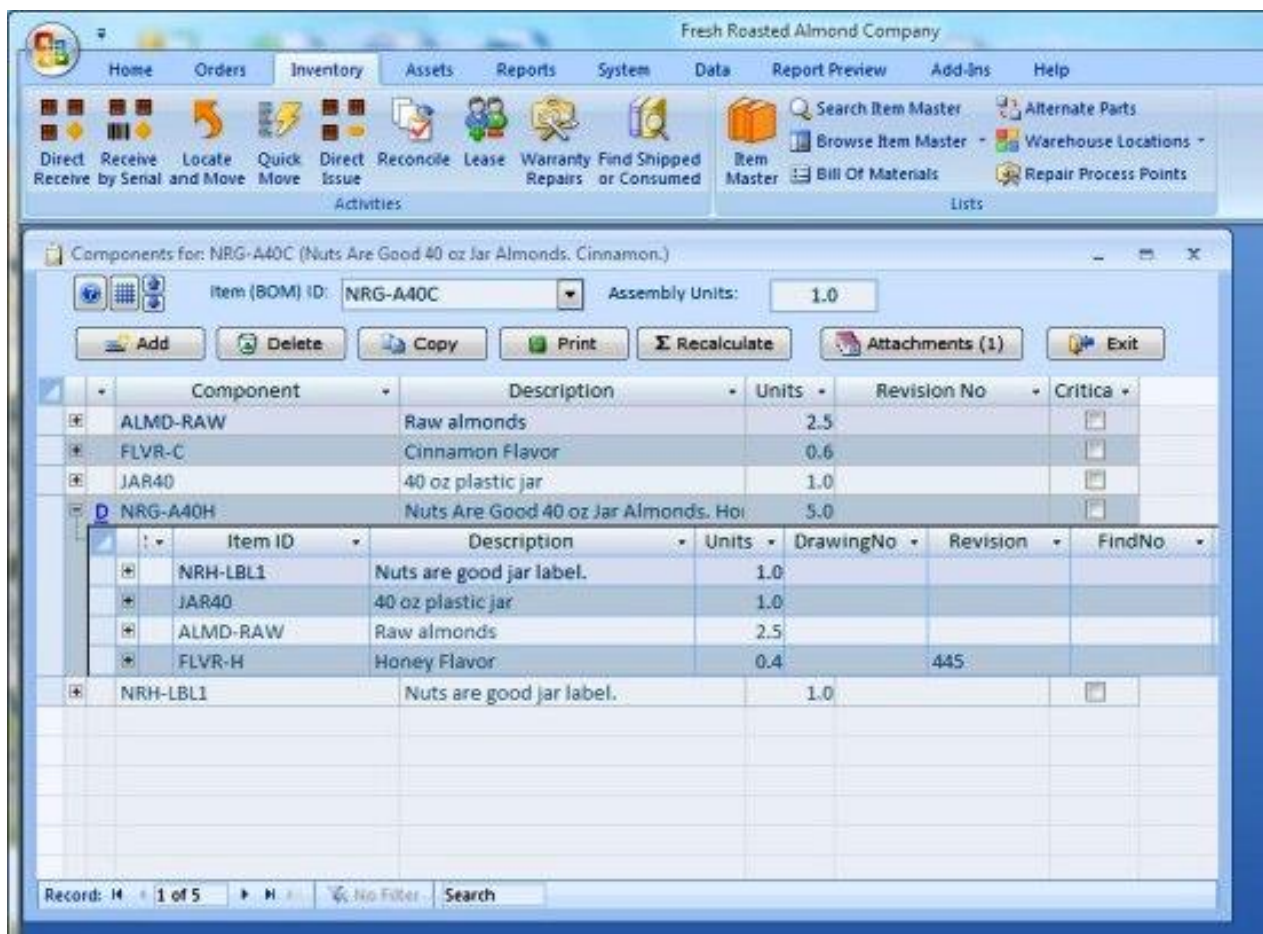 Fresh Roasted Almond Company
Home Orders Inventory Assets Reports System Data Report Preview Add-Ins Help
Direct Receive
Receive by Serial
Locate and Move
Quick Move
Direct Issue
Reconcile
Lease
Warranty Repairs
Find Shipped or Consumed
Activities
Item Master
Search Item Master
Browse Item Master
Bill Of Materials
Alternate Parts
Warehouse Locations
Repair Process Points
Lists
Components for: NRG-A40C (Nuts Are Good 40 oz Jar Almonds. Cinnamon.)
Item (BOM) ID: NRG-A40C Assembly Units: 1.0
Add Delete Copy Print Σ Recalculate Attachments (1) Exit
Component Description Units Revision No Critica
ALMD-RAW Raw almonds 2.5
FLVR-C Cinnamon Flavor 0.6
JAR40 40 oz plastic jar 1.0
D NRG-A40H Nuts Are Good 40 oz Jar Almonds. Hoi 5.0
Item ID Description Units DrawingNo Revision FindNo
NRH-LBL1 Nuts are good jar label. 1.0
JAR40 40 oz plastic jar 1.0
ALMD-RAW Raw almonds 2.5
FLVR-H Honey Flavor 0.4 445
NRH-LBL1 Nuts are good jar label. 1.0
Record: 1 of 5 No Filter Search